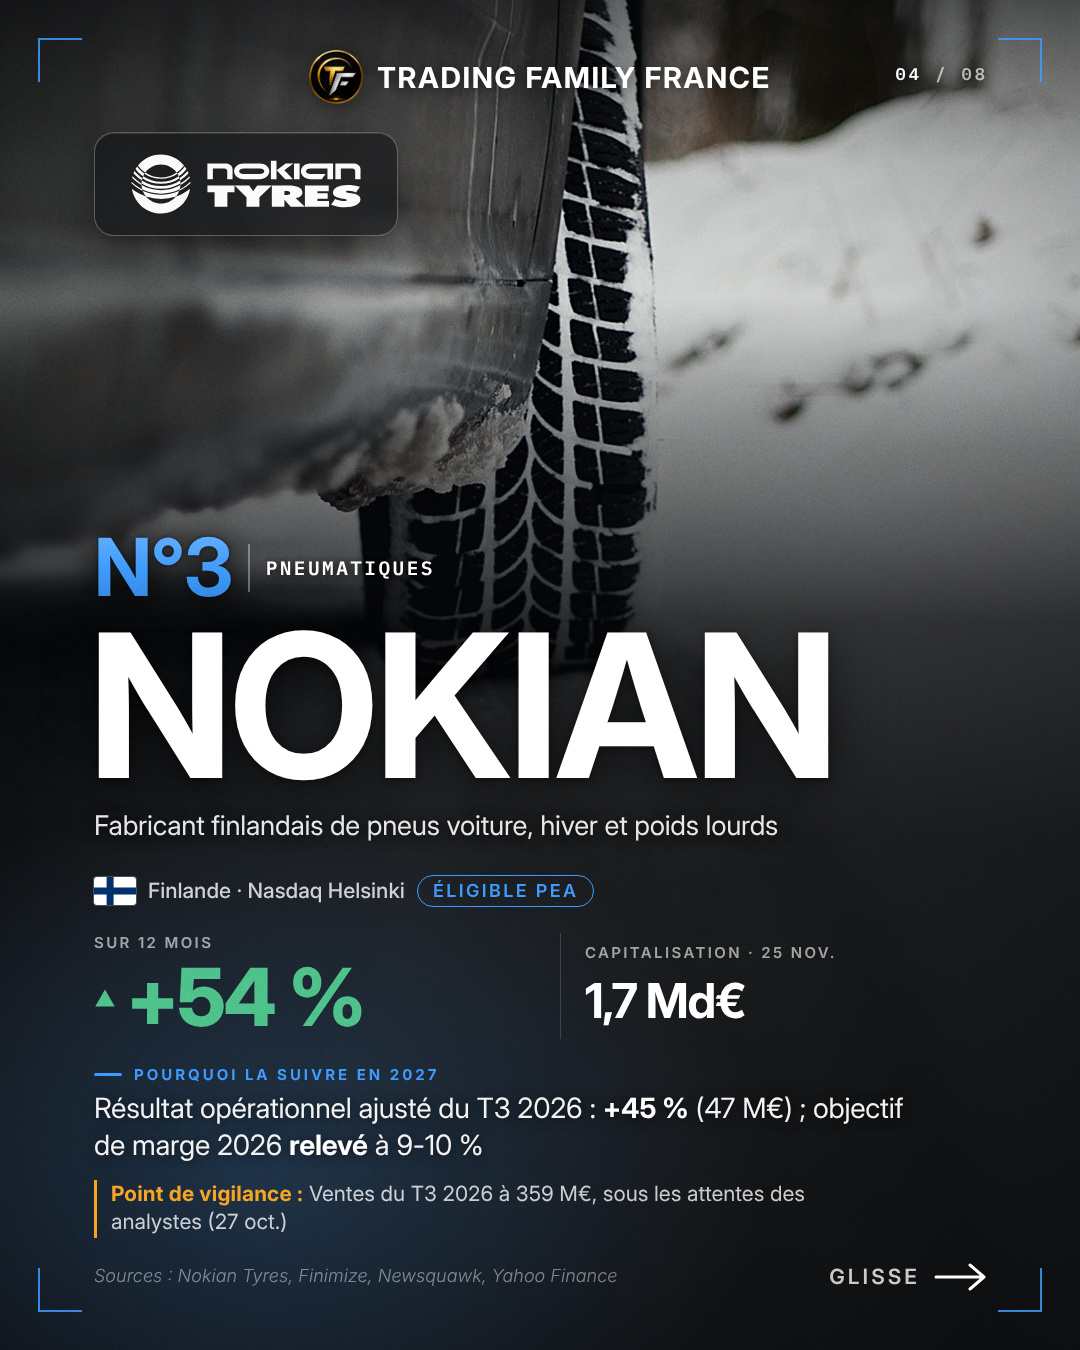 TF TRADING FAMILY FRANCE
04 / 08
nokian
TYRES
N°3
PNEUMATIQUES
NOKIAN
Fabricant finlandais de pneus voiture, hiver et poids lourds
Finlande · Nasdaq Helsinki ÉLIGIBLE PEA
SUR 12 MOIS
+54 %
CAPITALISATION · 25 NOV.
1,7 Md€
POURQUOI LA SUIVRE EN 2027
Résultat opérationnel ajusté du T3 2026 : +45 % (47 M€) ; objectif
de marge 2026 relevé à 9-10 %
Point de vigilance : Ventes du T3 2026 à 359 M€, sous les attentes des
analystes (27 oct.)
Sources : Nokian Tyres, Finimize, Newsquawk, Yahoo Finance
GLISSE